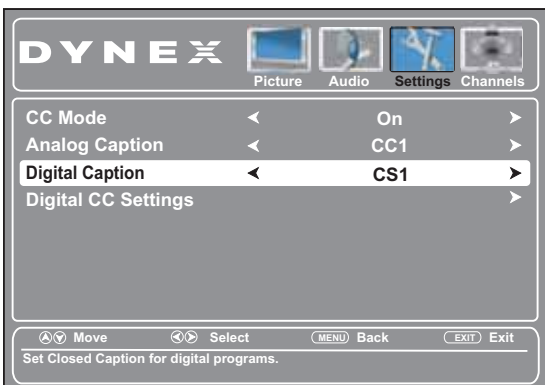 DYNEX
Picture Audio Settings Channels
CC Mode On
Analog Caption CC1
Digital Caption CS1
Digital CC Settings
Move Select MENU Back EXIT Exit
Set Closed Caption for digital programs.